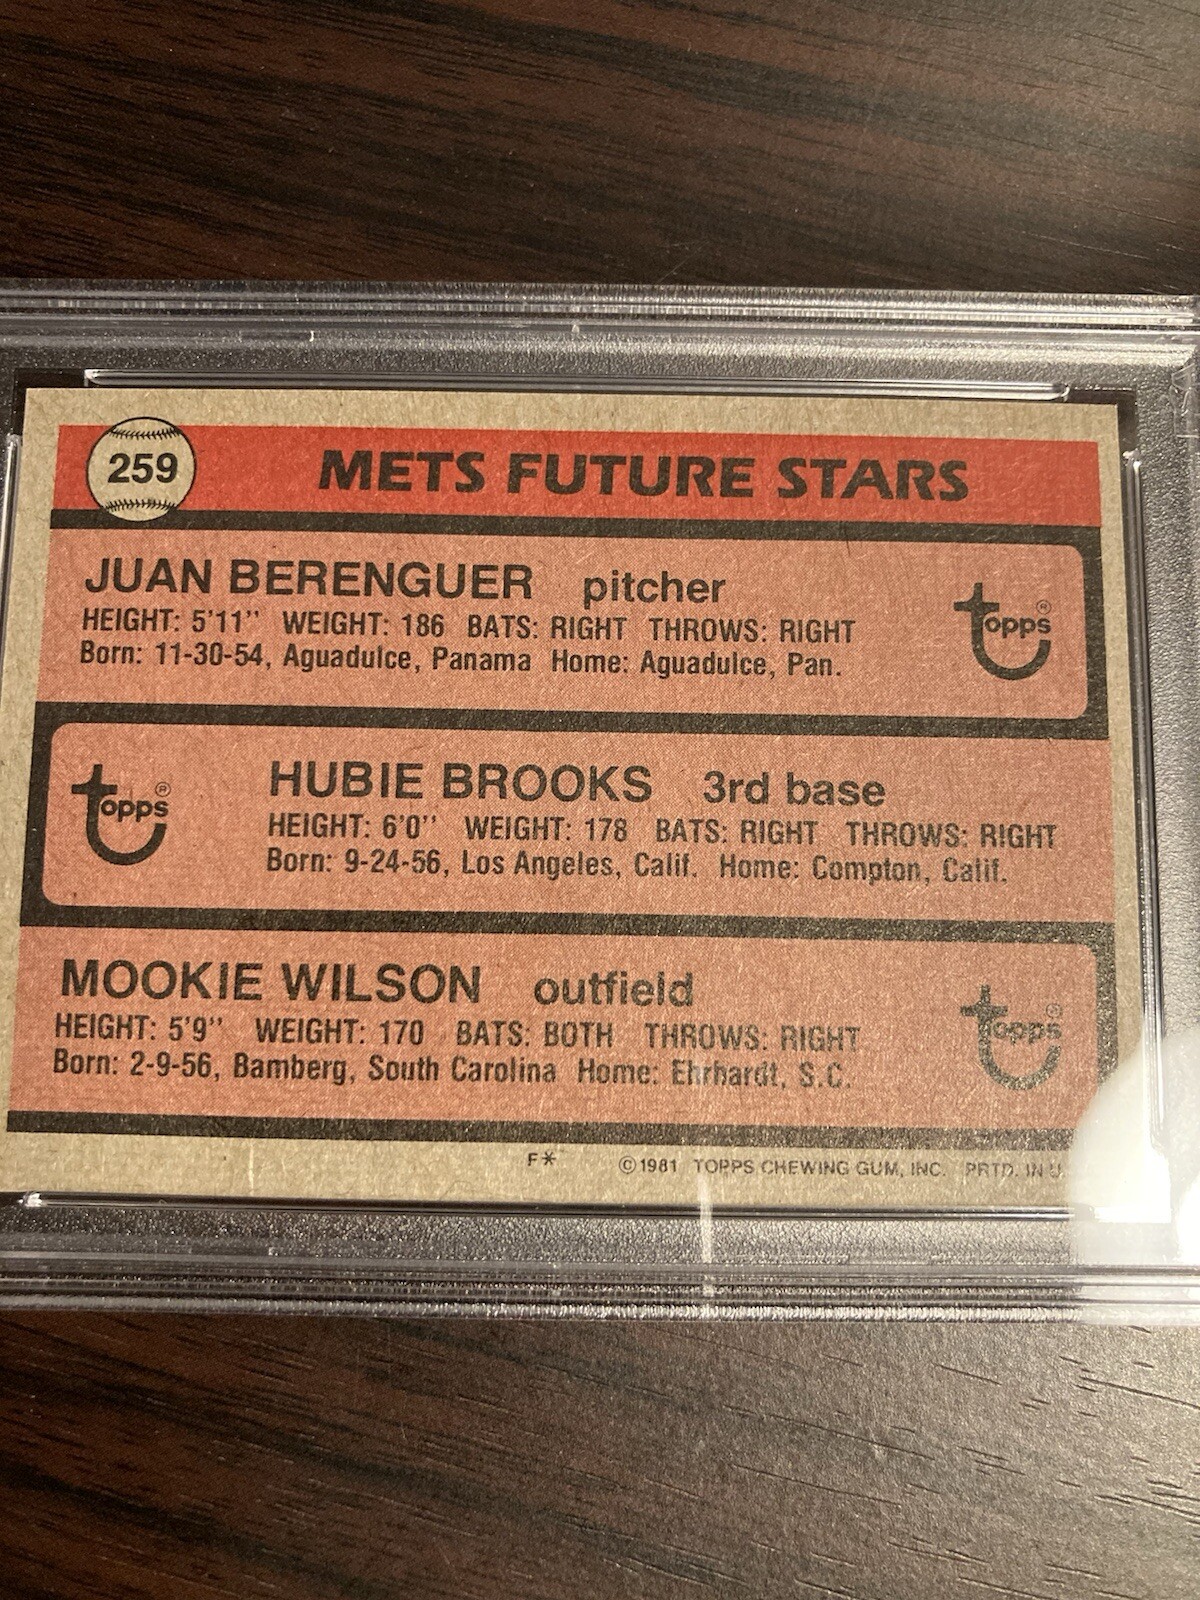 259 METS FUTURE STARS
JUAN BERENGUER pitcher
HEIGHT: 5'11" WEIGHT: 186 BATS: RIGHT THROWS: RIGHT
Born: 11-30-54, Aguadulce, Panama Home: Aguadulce, Pan.
topps®
topps®
HUBIE BROOKS 3rd base
HEIGHT: 6'0" WEIGHT: 178 BATS: RIGHT THROWS: RIGHT
Born: 9-24-56, Los Angeles, Calif. Home: Compton, Calif.
MOOKIE WILSON outfield
HEIGHT: 5'9" WEIGHT: 170 BATS: BOTH THROWS: RIGHT
Born: 2-9-56, Bamberg, South Carolina Home: Ehrhardt, S.C.
topps®
F* ©1981 TOPPS CHEWING GUM, INC. PRTD. IN U.